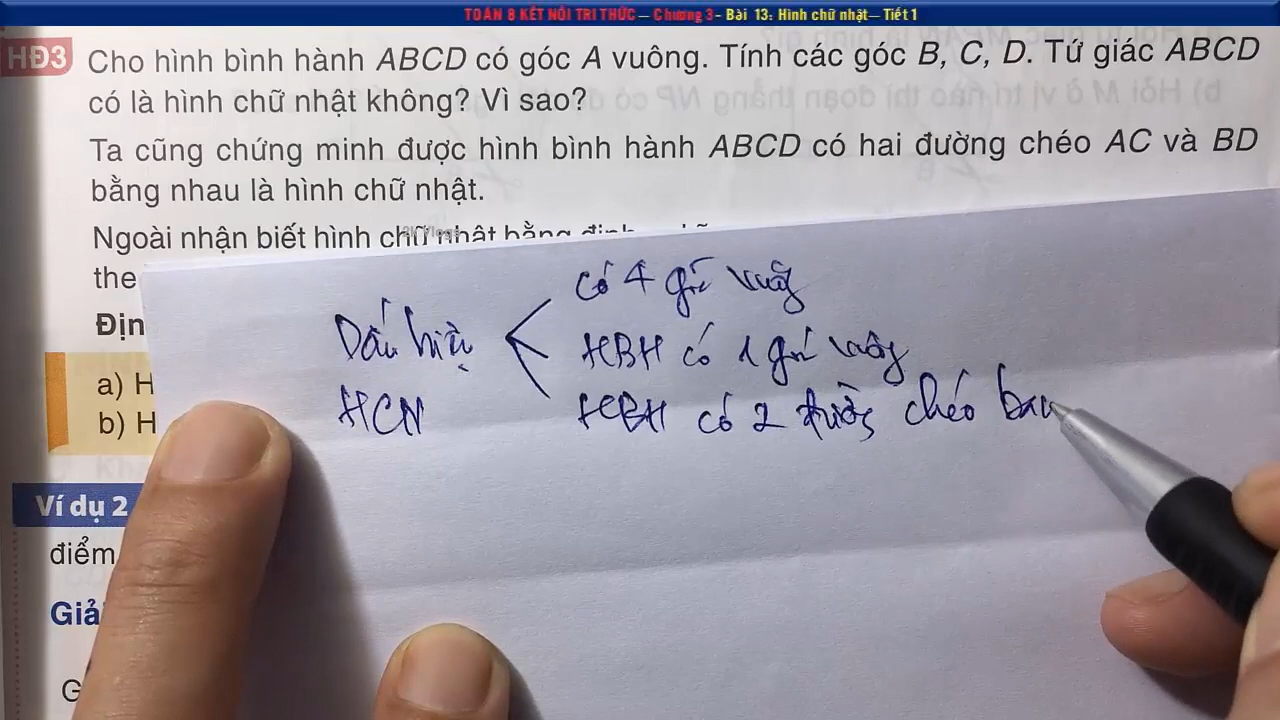 TOÁN 8 KẾT NỐI TRI THỨC – Chương 3 - Bài 13: Hình chữ nhật – Tiết 1
HĐ3 Cho hình bình hành ABCD có góc A vuông. Tính các góc B, C, D. Tứ giác ABCD
có là hình chữ nhật không? Vì sao?
Ta cũng chứng minh được hình bình hành ABCD có hai đường chéo AC và BD
bằng nhau là hình chữ nhật.
Ngoài nhận biết hình chữ nhật bằng
the
Địn
a) H
b) H
Ví dụ 2
điểm
Giả
G
Dấu hiệu
HCN
Có 4 góc vuông
HBH có 1 góc vuông
HBH có 2 đường chéo bằn